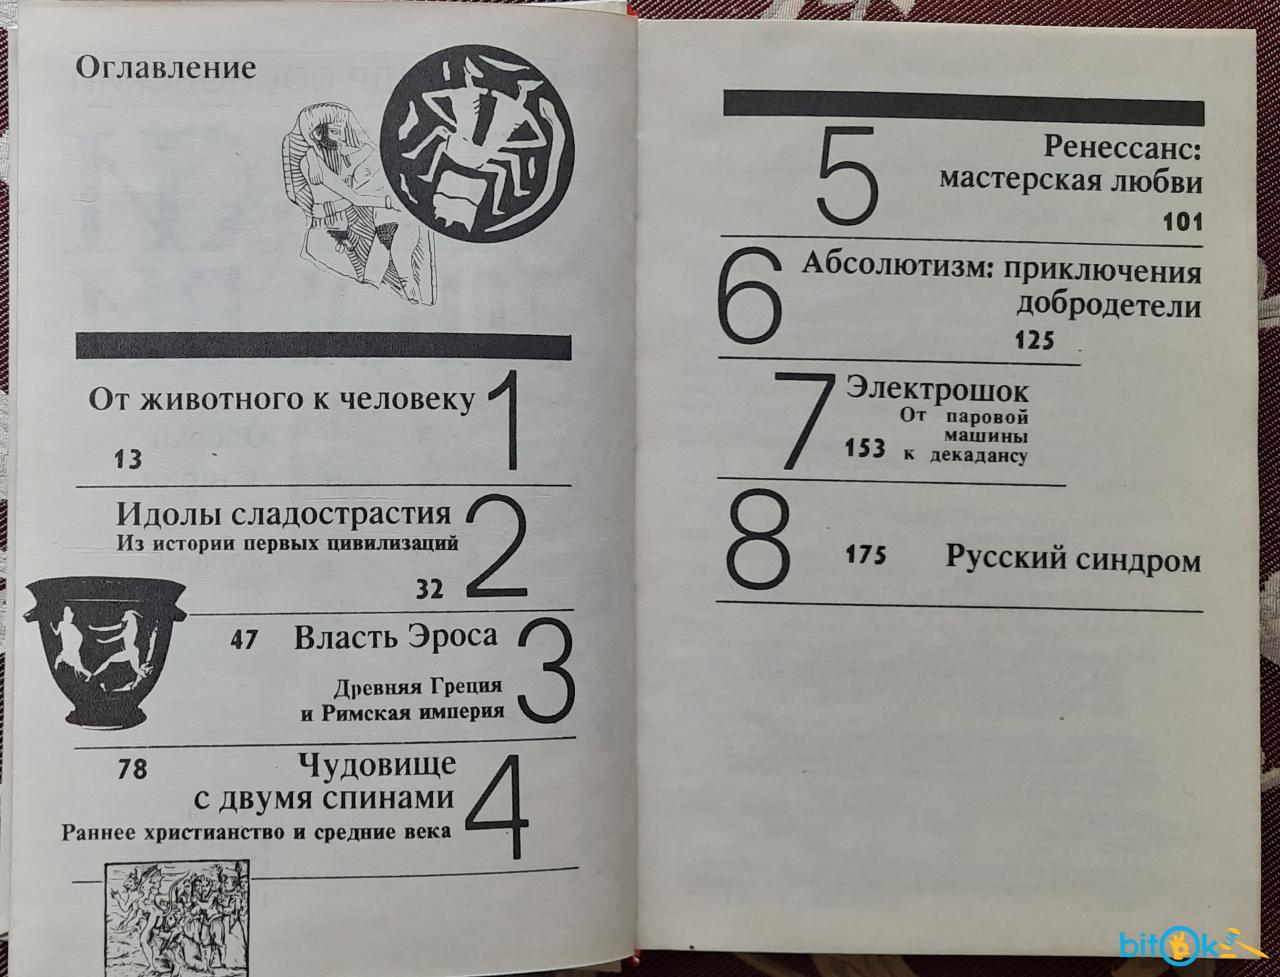 Оглавление
От животного к человеку 1
13
Идолы сладострастия 2
Из истории первых цивилизаций
32
47 Власть Эроса 3
Древняя Греция
и Римская империя
78 Чудовище 4
с двумя спинами
Раннее христианство и средние века
5 Ренессанс:
мастерская любви
101
6 Абсолютизм: приключения
добродетели
125
7 Электрошок
От паровой
машины
153 к декадансу
8 175 Русский синдром
bitOk